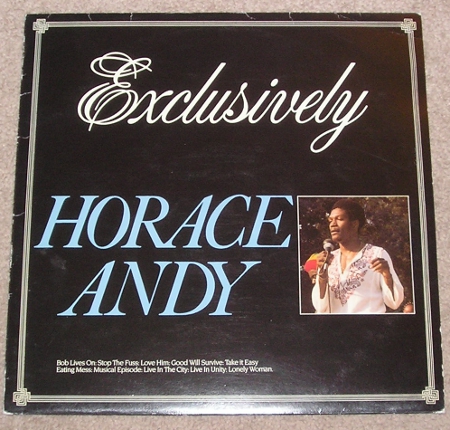 Exclusively
HORACE
ANDY
Bob Lives On: Stop The Fuss: Love Him: Good Will Survive: Take it Easy
Eating Mess: Musical Episode: Live In The City: Live In Unity: Lonely Woman.